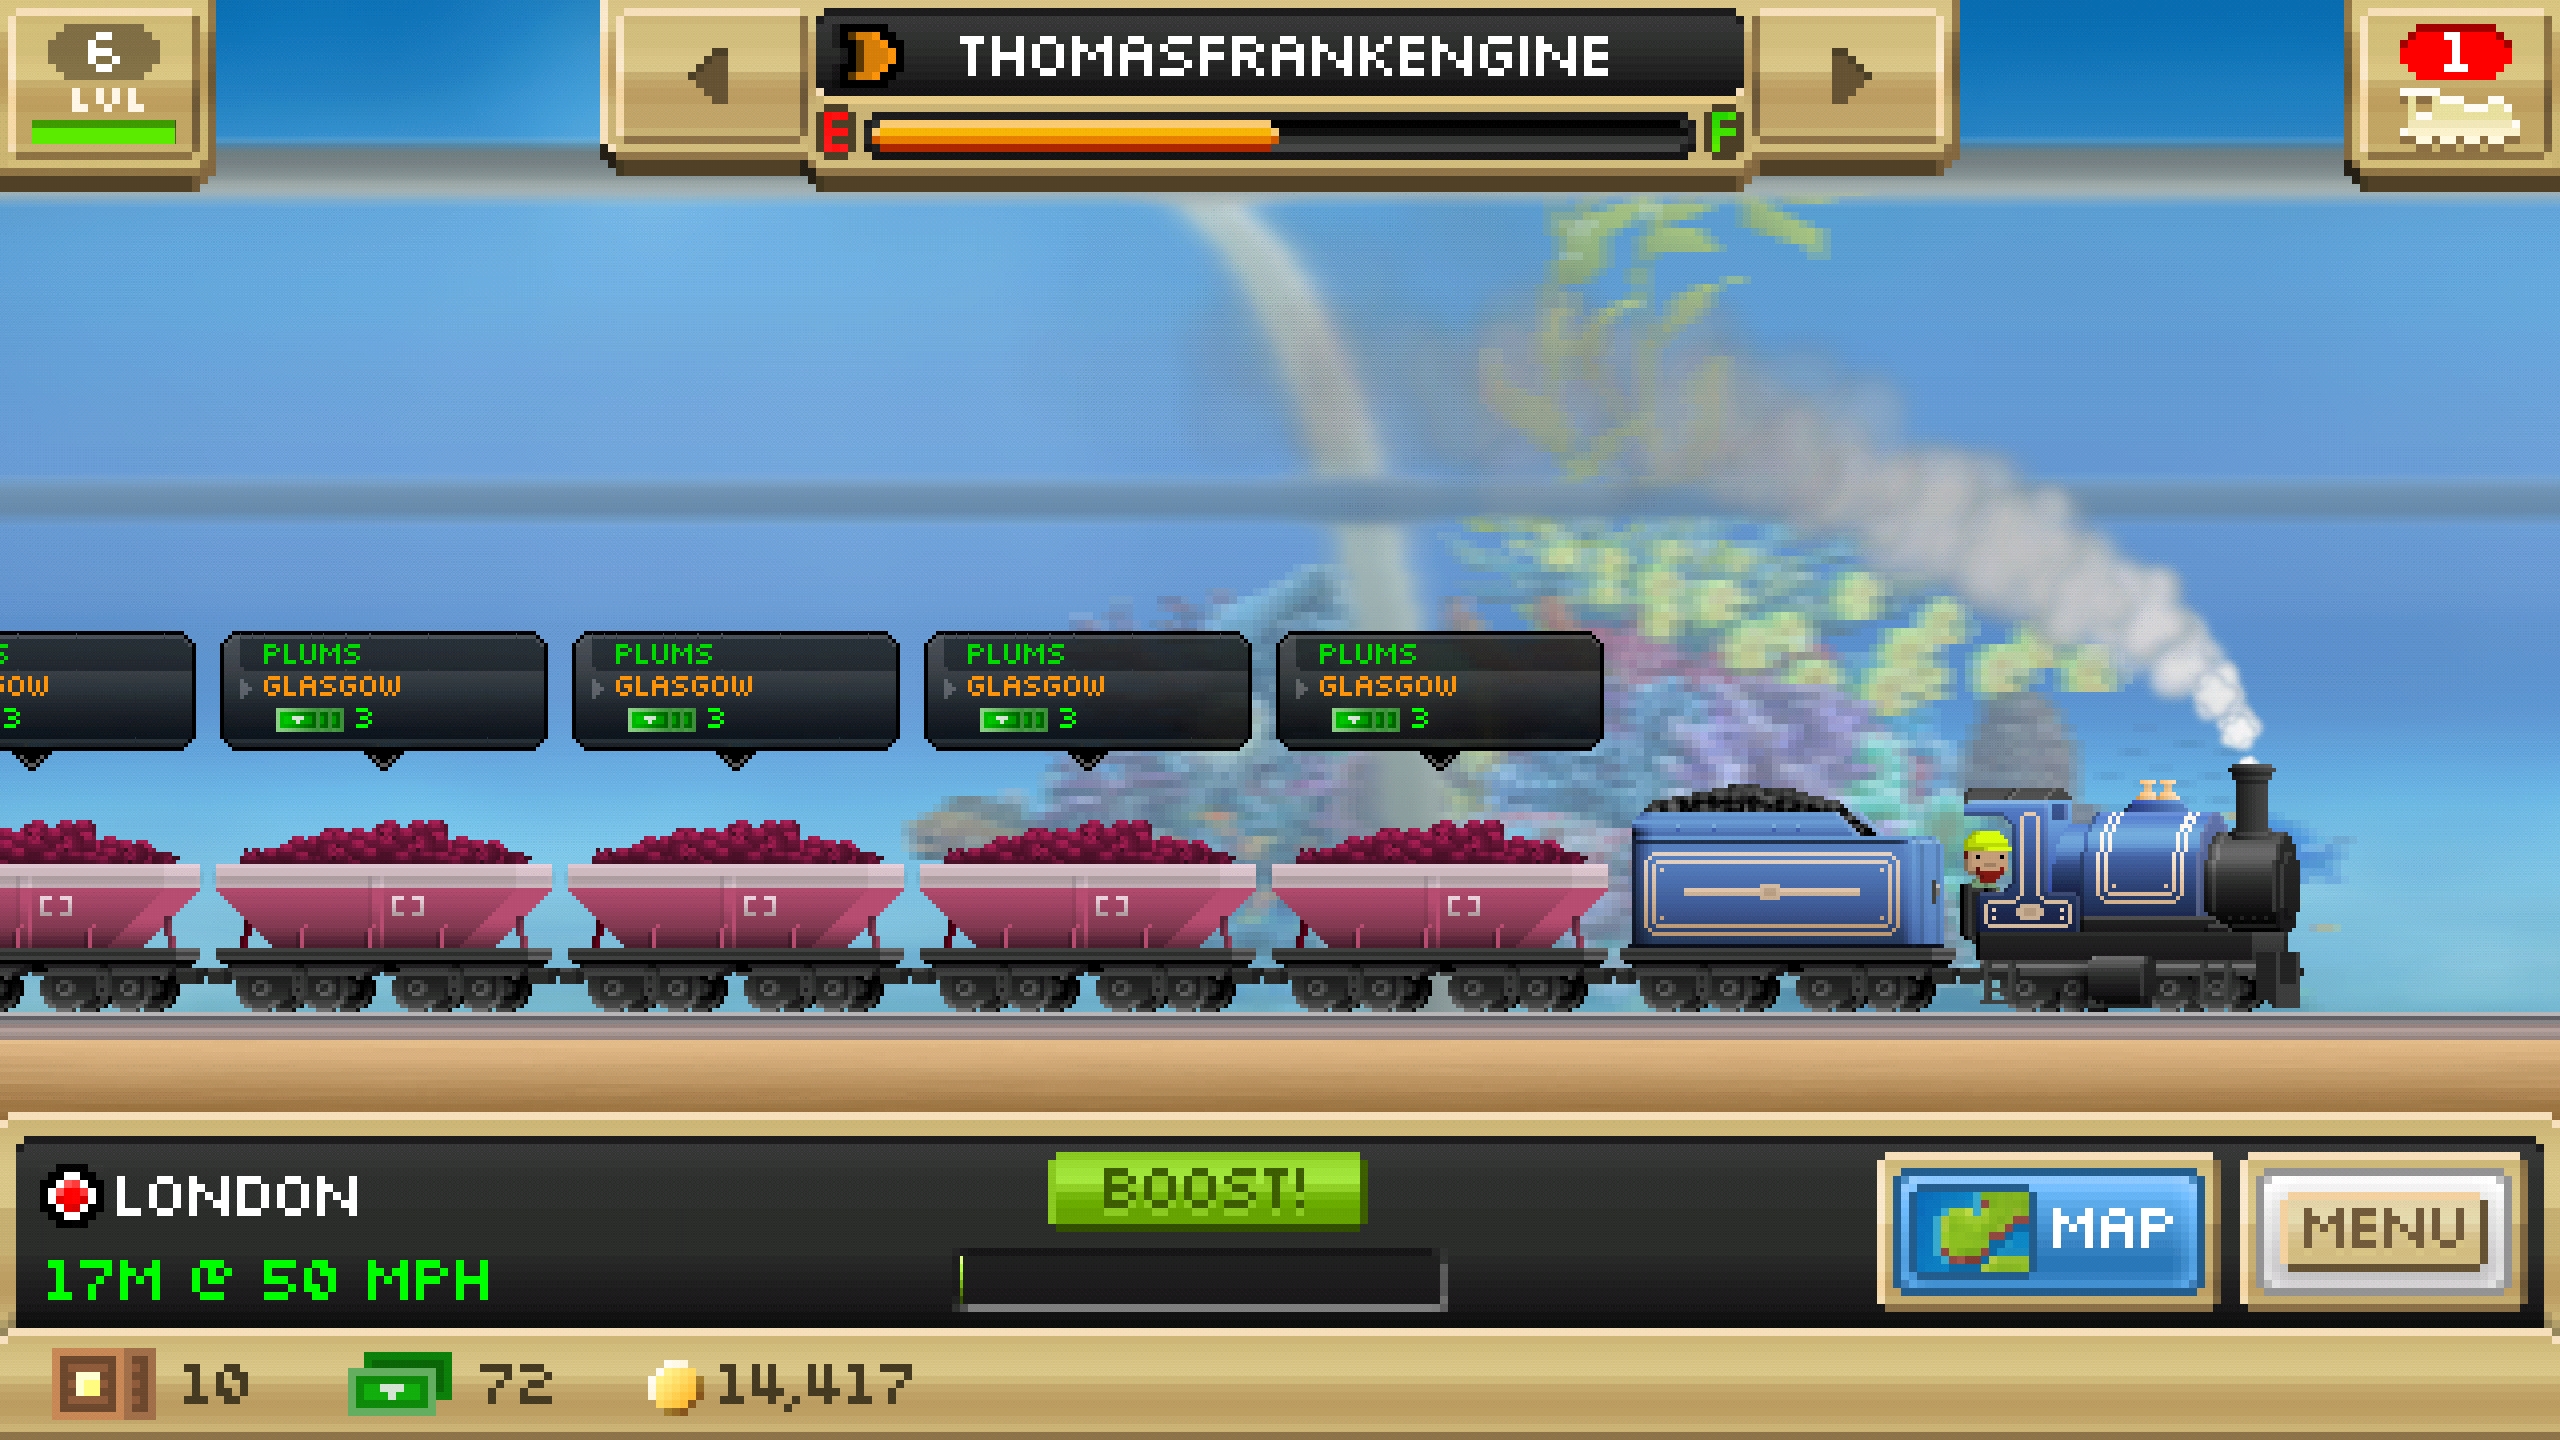 6
LVL
THOMASFRANKENGINE
E F
1
S
OW
3
PLUMS
GLASGOW
3
PLUMS
GLASGOW
3
PLUMS
GLASGOW
3
PLUMS
GLASGOW
3
LONDON
17M @ 50 MPH
BOOST!
MAP
MENU
10 72 14,417